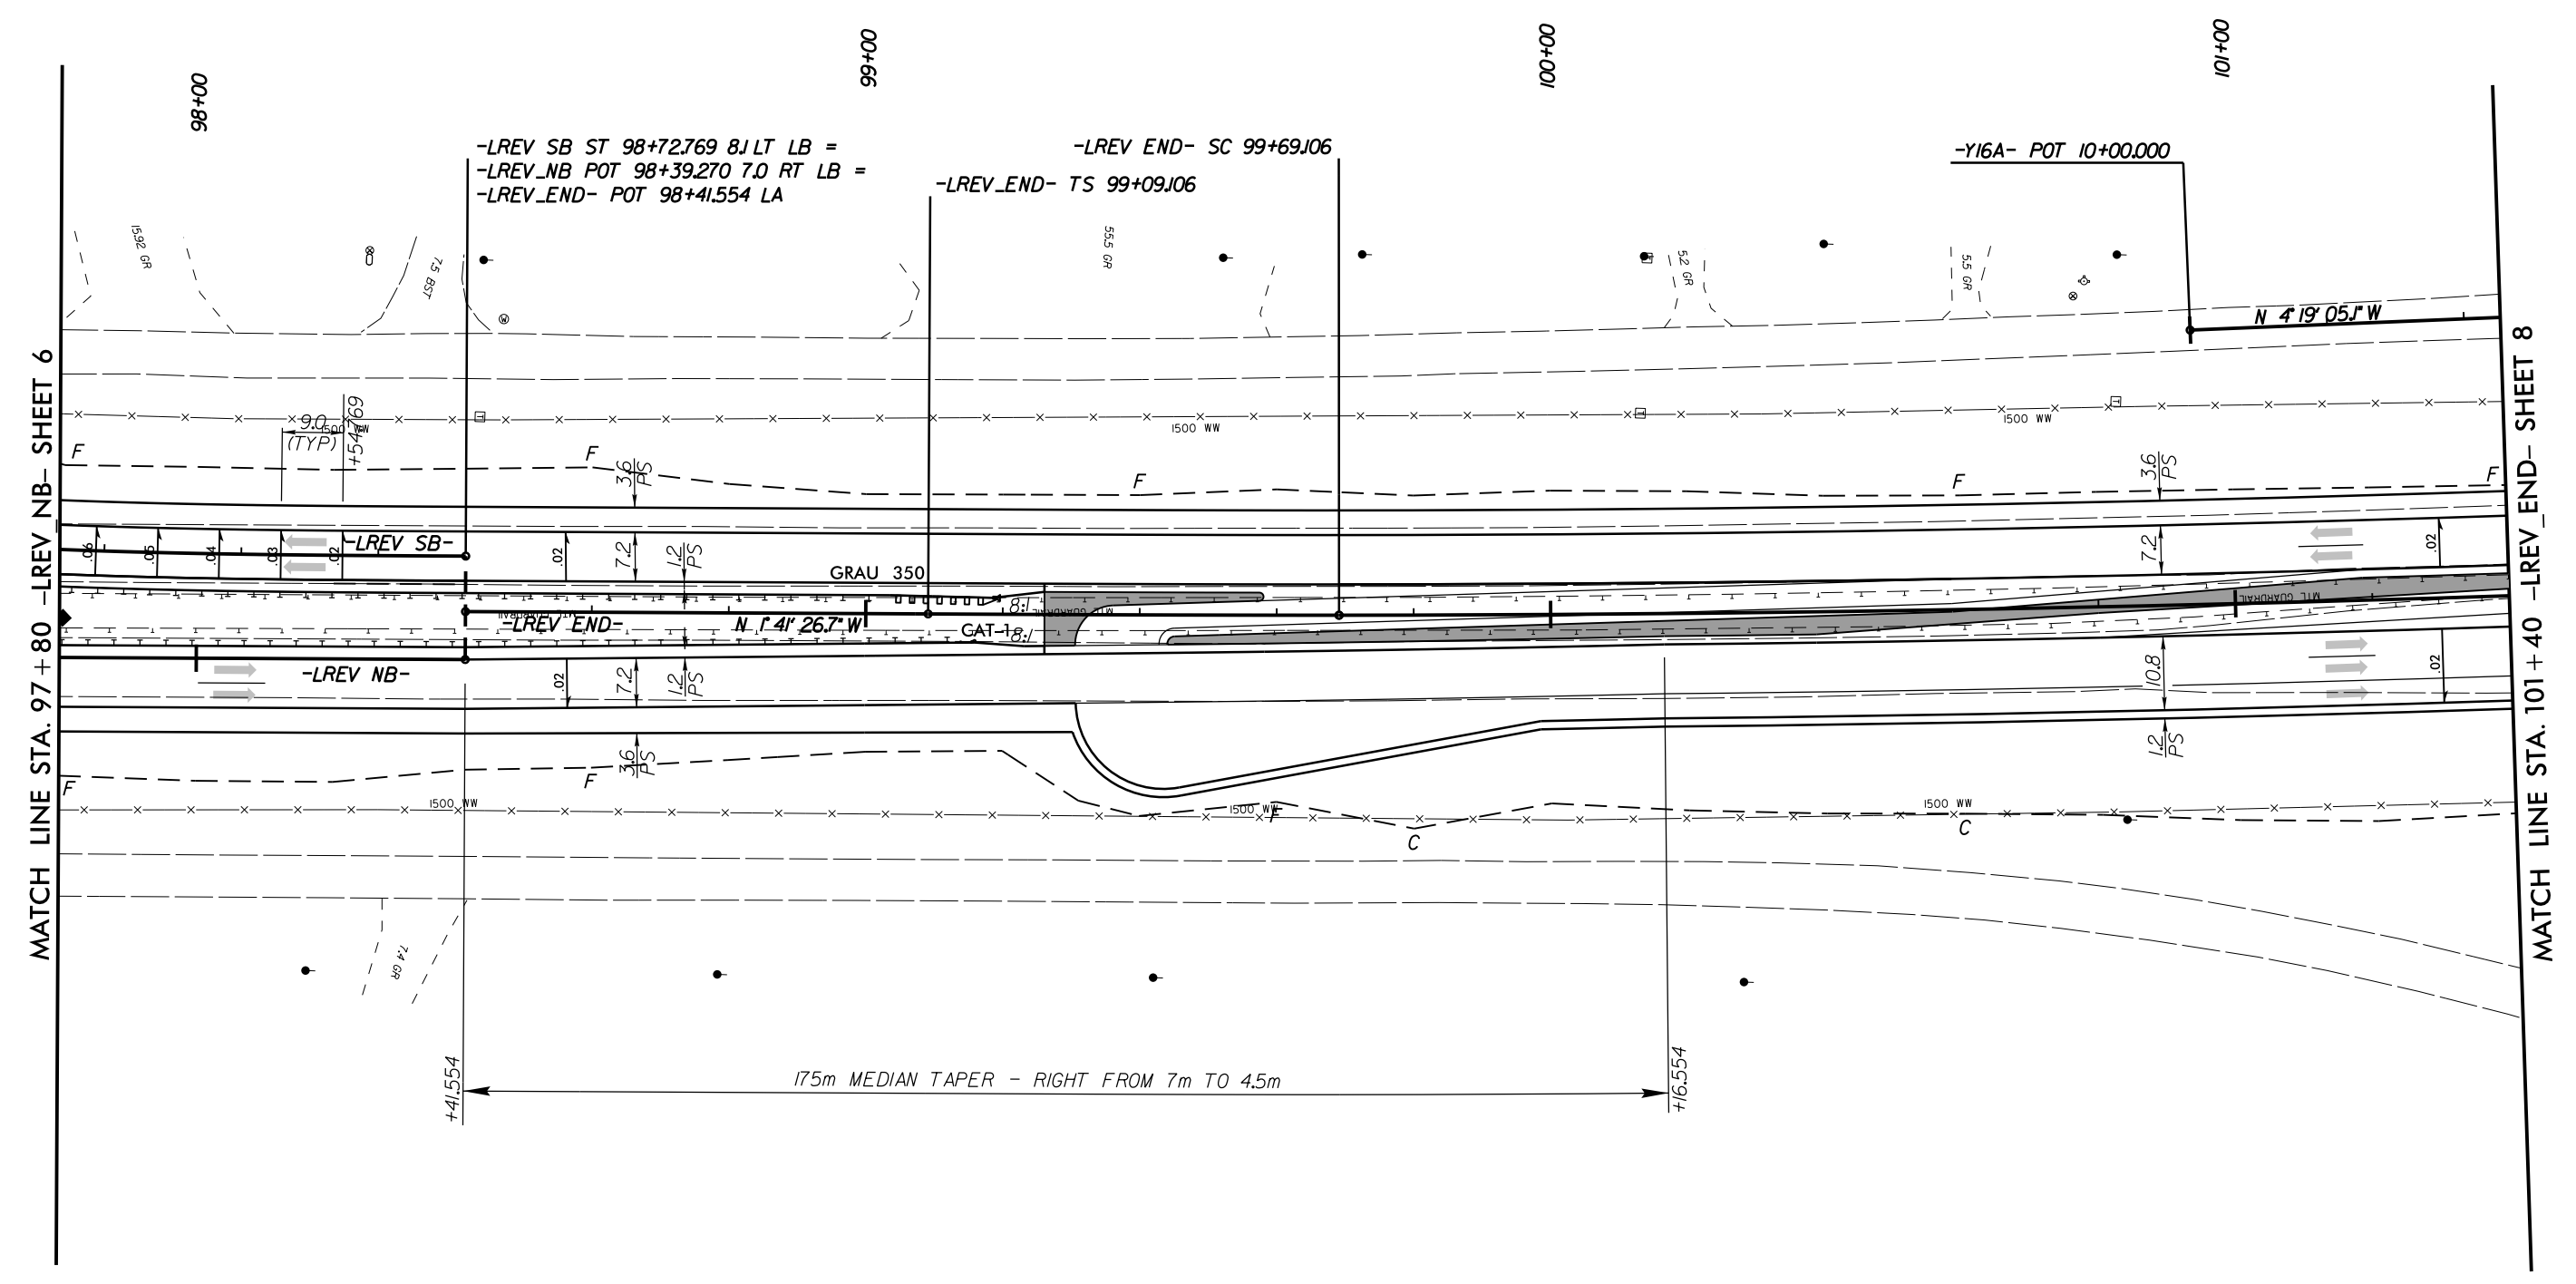 98+00
99+00
100+00
101+00
-LREV SB ST 98+72.769 8.1 LT LB =
-LREV_NB POT 98+39.270 7.0 RT LB =
-LREV_END- POT 98+41.554 LA
-LREV_END- TS 99+09.106
-LREV END- SC 99+69.106
-Y16A- POT 10+00.000
15.92 GR
7.5 BST
55.5 GR
5.2 GR
5.5 GR
W
N 4° 19' 05.1" W
T
T
T
9.0
(TYP)
+54.769
1500 WW
1500 WW
1500 WW
F
F
F
F
F
3.6
PS
3.6
PS
.06
.05
.04
.03
.02
-LREV SB-
.02
7.2
1.2
PS
GRAU 350
7.2
.02
8:1
MTL GUARDRAIL
MTL GUARDRAIL
MTL GUARDRAIL
-LREV END-
N 1° 41' 26.7" W
CAT-1
8:1
-LREV NB-
.02
7.2
1.2
PS
10.8
.02
3.6
PS
1.2
PS
F
F
1500 WW
1500 WW
F
1500 WW
C
C
7.4 GR
+41.554
175m MEDIAN TAPER - RIGHT FROM 7m TO 4.5m
+16.554
MATCH LINE STA. 97+80 -LREV NB- SHEET 6
MATCH LINE STA. 101+40 -LREV_END- SHEET 8